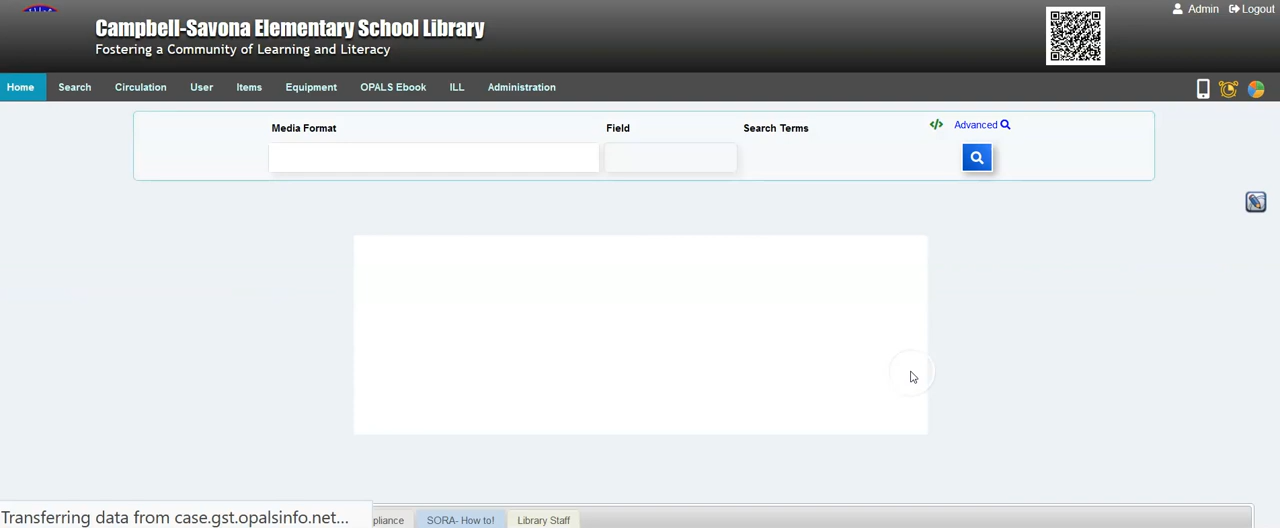 Campbell-Savona Elementary School Library
Fostering a Community of Learning and Literacy
Admin Logout
Home Search Circulation User Items Equipment OPALS Ebook ILL Administration
Media Format Field Search Terms </> Advanced
Transferring data from case.gst.opalsinfo.net... pliance SORA- How to! Library Staff